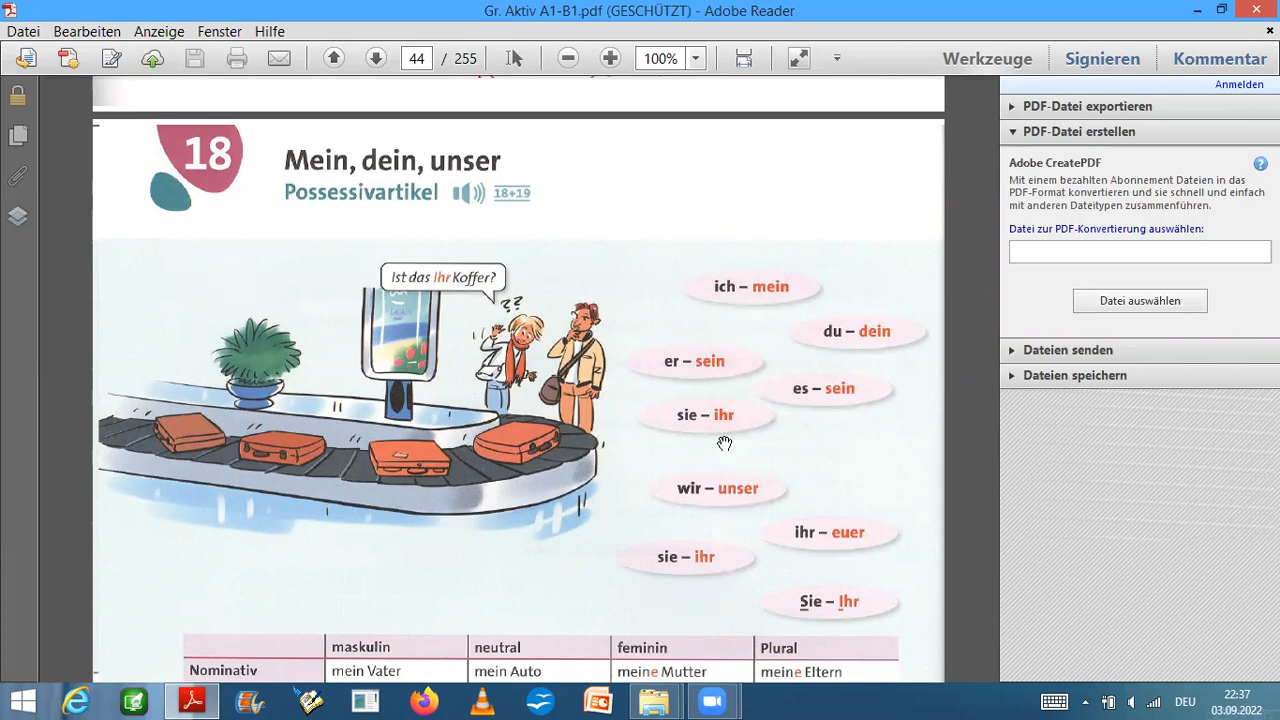 Gr. Aktiv A1-B1.pdf (GESCHÜTZT) - Adobe Reader
Datei Bearbeiten Anzeige Fenster Hilfe
44 / 255 100% Werkzeuge Signieren Kommentar
Anmelden
18
Mein, dein, unser
Possessivartikel 18+19
Ist das Ihr Koffer?
??
ich – mein
du – dein
er – sein
es – sein
sie – ihr
wir – unser
ihr – euer
sie – ihr
Sie – Ihr
maskulin neutral feminin Plural
Nominativ mein Vater mein Auto meine Mutter meine Eltern
PDF-Datei exportieren
PDF-Datei erstellen
Adobe CreatePDF
Mit einem bezahlten Abonnement Dateien in das
PDF-Format konvertieren und sie schnell und einfach
mit anderen Dateitypen zusammenführen.
Datei zur PDF-Konvertierung auswählen:
Datei auswählen
Dateien senden
Dateien speichern
DEU 22:37
03.09.2022